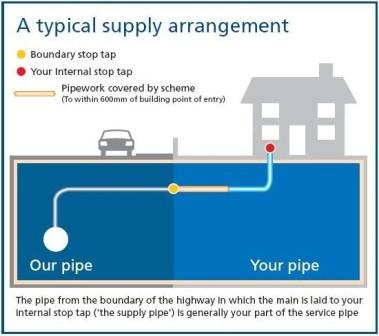 A typical supply arrangement
Boundary stop tap
Your Internal stop tap
Pipework covered by scheme
(To within 600mm of building point of entry)
Our pipe
Your pipe
The pipe from the boundary of the highway in which the main is laid to your
Internal stop tap ('the supply pipe') is generally your part of the service pipe